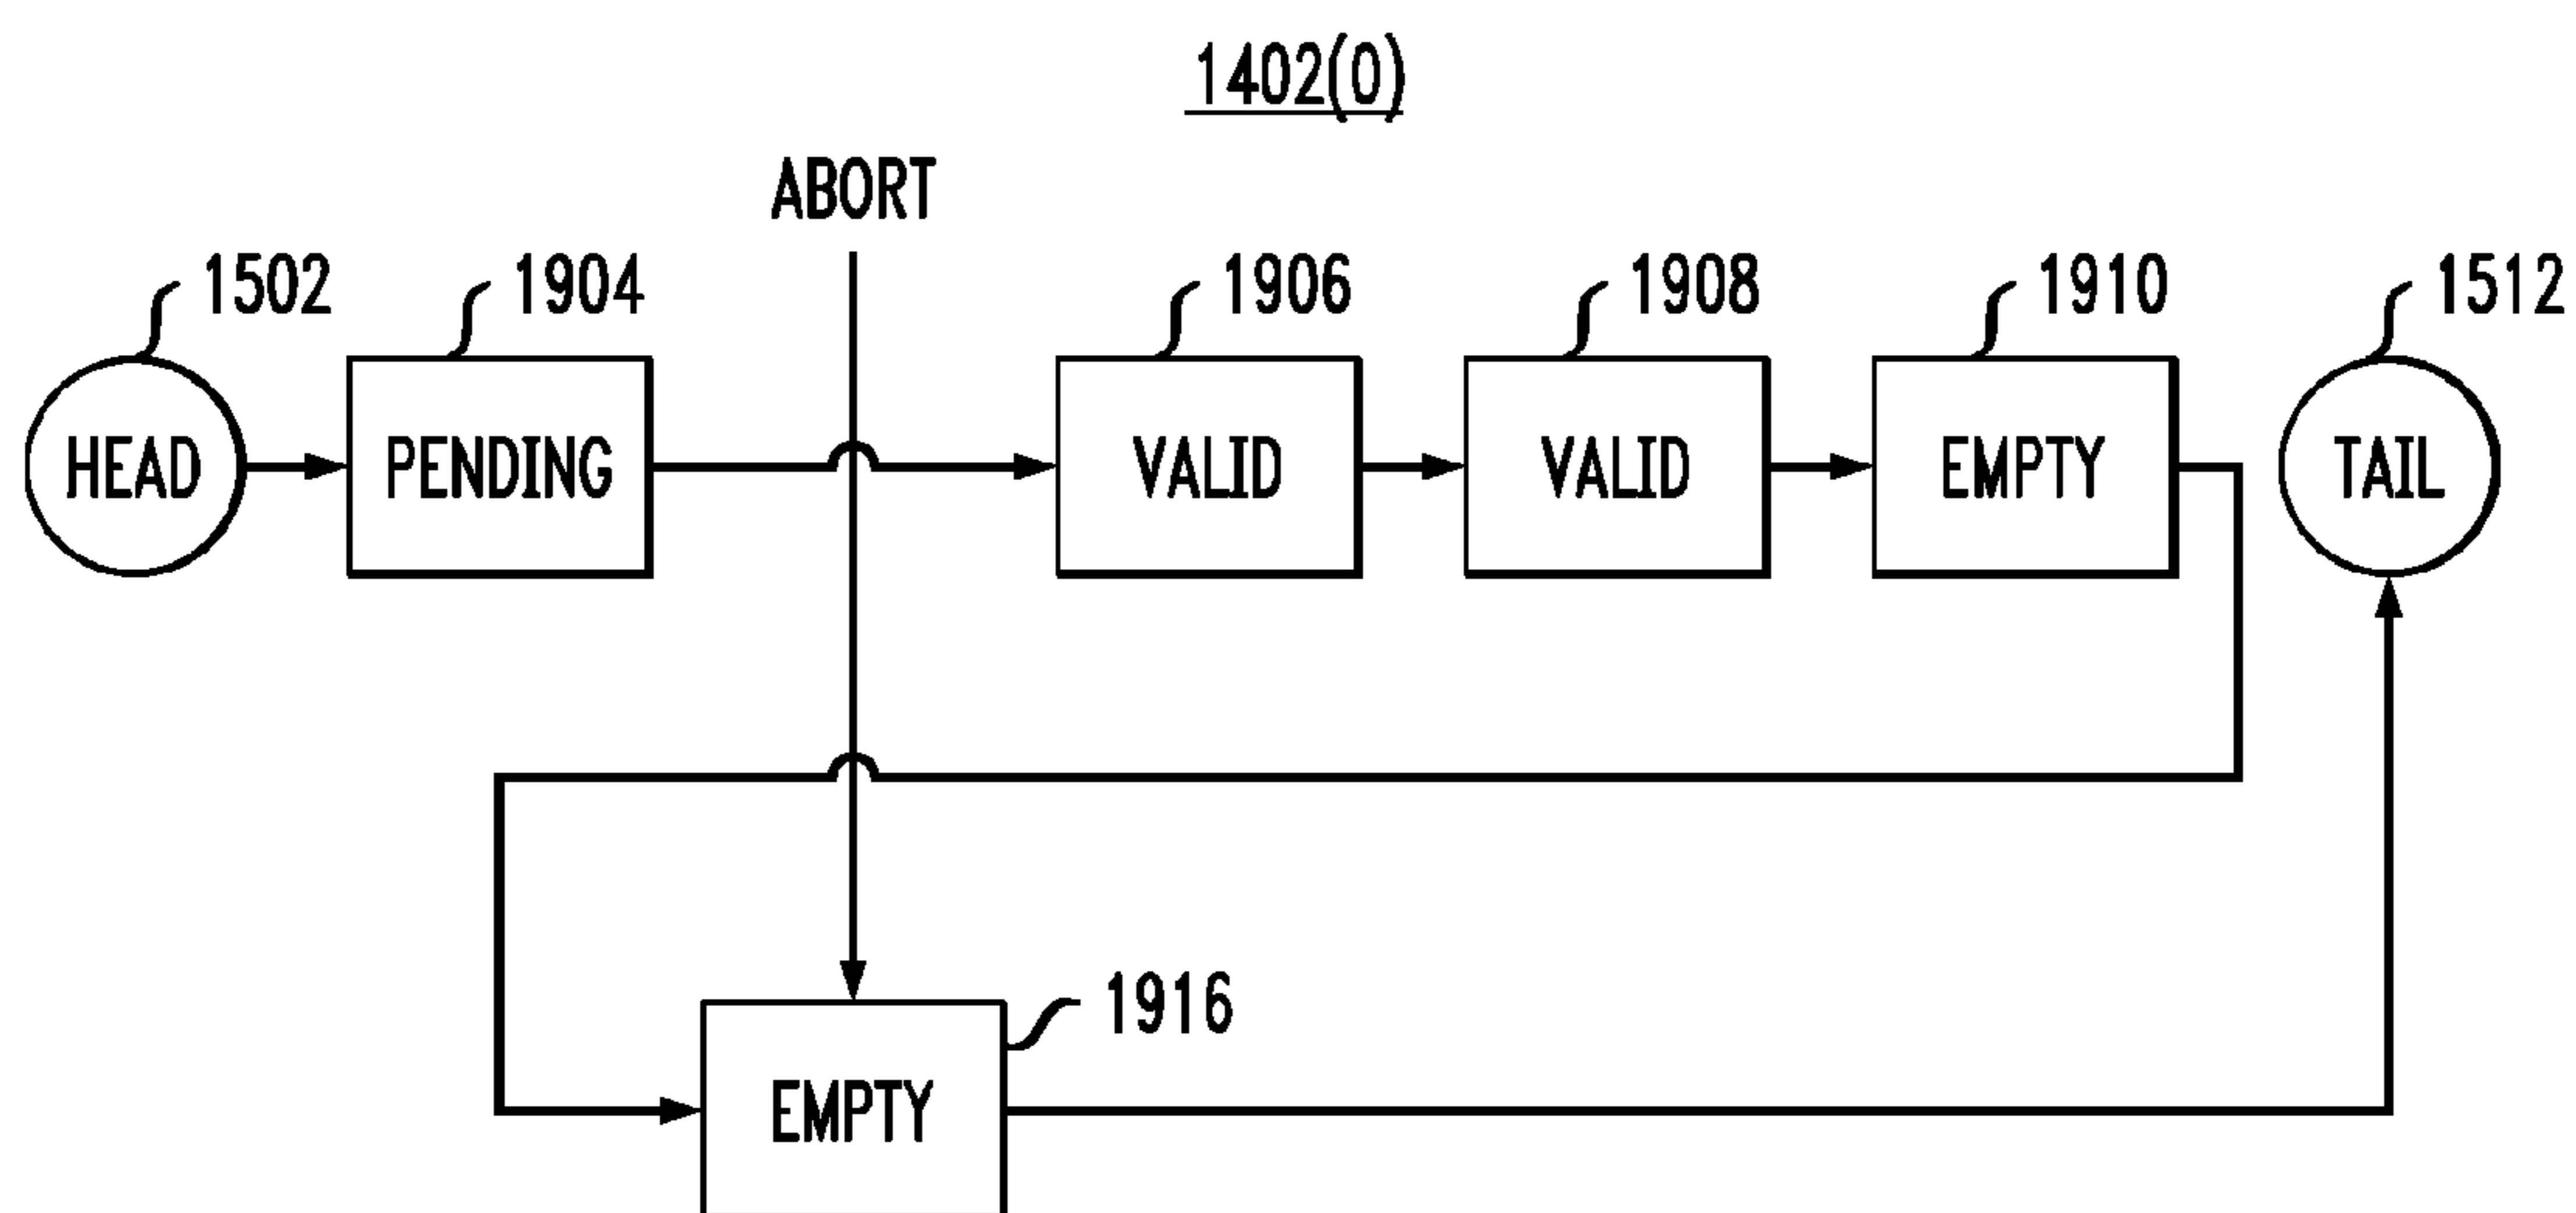 1402(0)
ABORT
1502 1904 1906 1908 1910 1512
HEAD PENDING VALID VALID EMPTY TAIL
1916
EMPTY